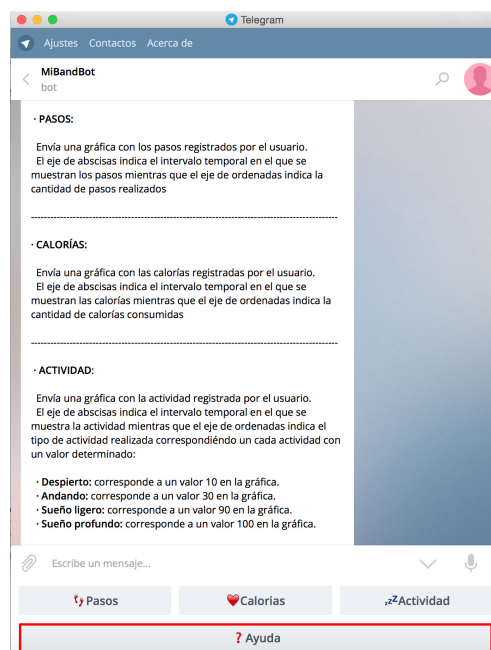 Telegram
Ajustes Contactos Acerca de
MiBandBot
bot
· PASOS:
Envía una gráfica con los pasos registrados por el usuario.
El eje de abscisas indica el intervalo temporal en el que se
muestran los pasos mientras que el eje de ordenadas indica la
cantidad de pasos realizados
----------------------------------------------------------------------------------
· CALORÍAS:
Envía una gráfica con las calorías registradas por el usuario.
El eje de abscisas indica el intervalo temporal en el que se
muestran las calorías mientras que el eje de ordenadas indica la
cantidad de calorías consumidas
----------------------------------------------------------------------------------
· ACTIVIDAD:
Envía una gráfica con la actividad registrada por el usuario.
El eje de abscisas indica el intervalo temporal en el que se
muestra la actividad mientras que el eje de ordenadas indica el
tipo de actividad realizada correspondiéndo un cada actividad con
un valor determinado:
· Despierto: corresponde a un valor 10 en la gráfica.
· Andando: corresponde a un valor 30 en la gráfica.
· Sueño ligero: corresponde a un valor 90 en la gráfica.
· Sueño profundo: corresponde a un valor 100 en la gráfica.
Escribe un mensaje...
👣 Pasos ❤️Calorias 💤Actividad
❓ Ayuda